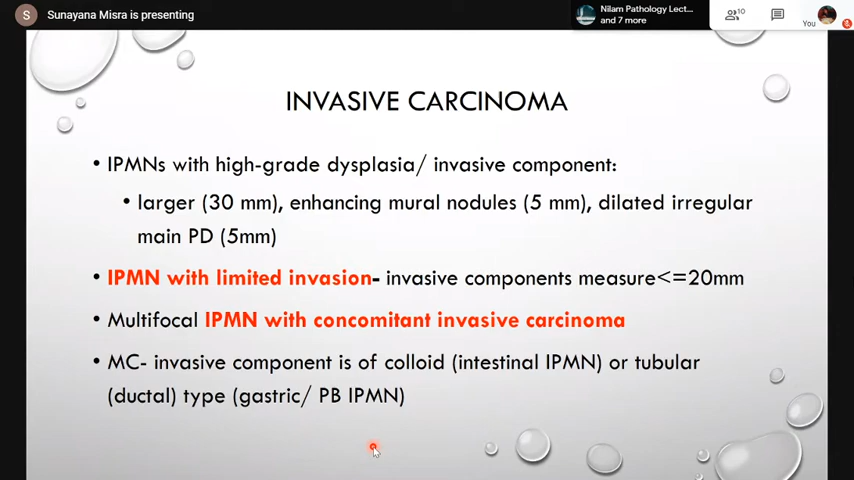 S Sunayana Misra is presenting
Nilam Pathology Lect...
and 7 more
10
You
INVASIVE CARCINOMA
• IPMNs with high-grade dysplasia/ invasive component:
• larger (30 mm), enhancing mural nodules (5 mm), dilated irregular
main PD (5mm)
• IPMN with limited invasion- invasive components measure<=20mm
• Multifocal IPMN with concomitant invasive carcinoma
• MC- invasive component is of colloid (intestinal IPMN) or tubular
(ductal) type (gastric/ PB IPMN)